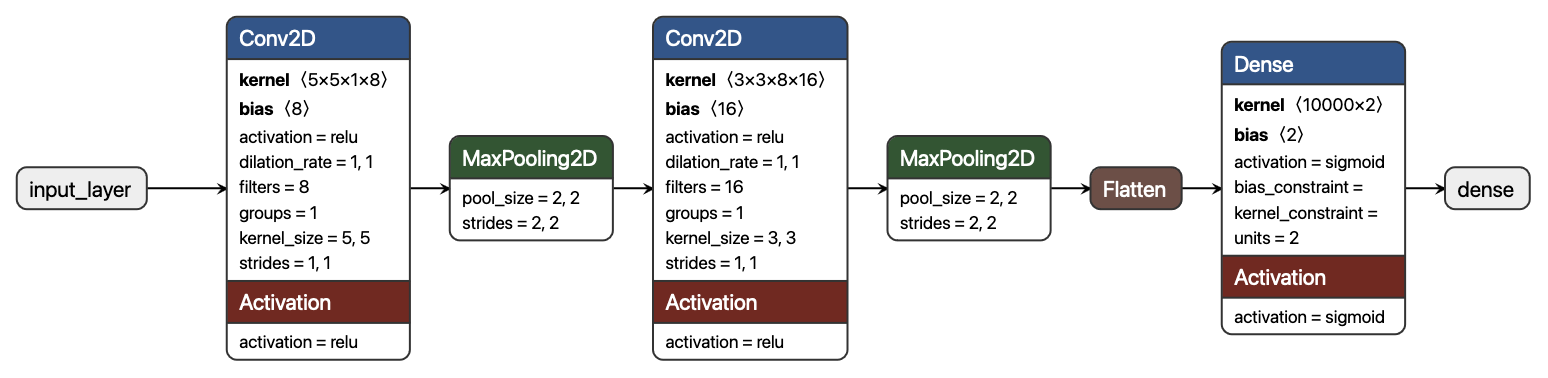 input_layer
Conv2D
kernel 〈5×5×1×8〉
bias 〈8〉
activation = relu
dilation_rate = 1, 1
filters = 8
groups = 1
kernel_size = 5, 5
strides = 1, 1
Activation
activation = relu
MaxPooling2D
pool_size = 2, 2
strides = 2, 2
Conv2D
kernel 〈3×3×8×16〉
bias 〈16〉
activation = relu
dilation_rate = 1, 1
filters = 16
groups = 1
kernel_size = 3, 3
strides = 1, 1
Activation
activation = relu
MaxPooling2D
pool_size = 2, 2
strides = 2, 2
Flatten
Dense
kernel 〈10000×2〉
bias 〈2〉
activation = sigmoid
bias_constraint =
kernel_constraint =
units = 2
Activation
activation = sigmoid
dense